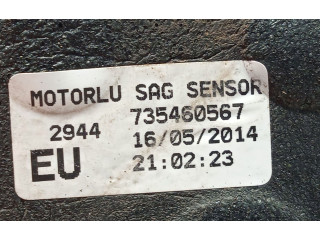 MOTORLU SAG SENSOR
735460567
2944 16/05/2014
EU 21:02:23